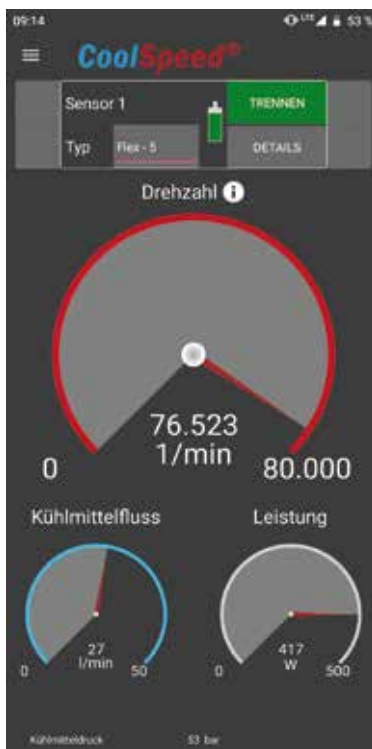 09:14 LTE 53 %
CoolSpeed®
Sensor 1 TRENNEN
Typ Flex - 5 DETAILS
Drehzahl i
76.523
1/min
0 80.000
Kühlmittelfluss Leistung
27 417
l/min W
0 50 0 500
Kühlmitteldruck 53 bar